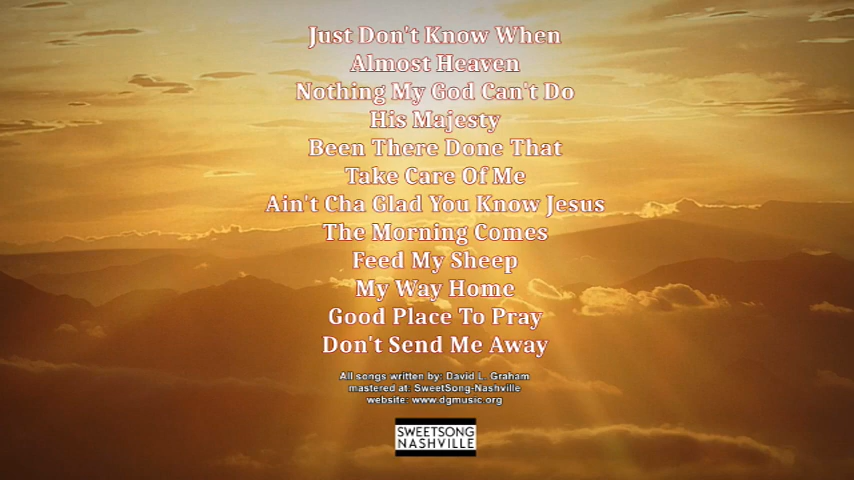 Just Don't Know When
Almost Heaven
Nothing My God Can't Do
His Majesty
Been There Done That
Take Care Of Me
Ain't Cha Glad You Know Jesus
The Morning Comes
Feed My Sheep
My Way Home
Good Place To Pray
Don't Send Me Away
All songs written by: David L. Graham
mastered at: SweetSong-Nashville
website: www.dgmusic.org
SWEETSONG
NASHVILLE